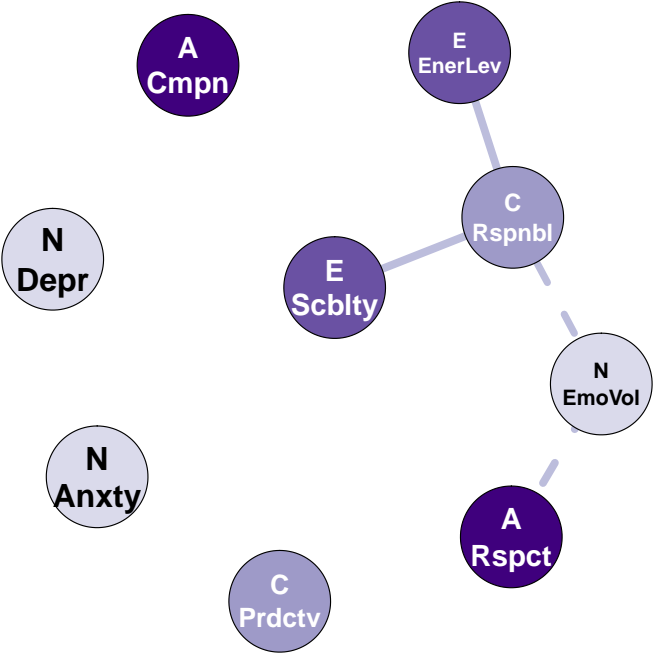 A
Cmpn
E
EnerLev
C
Rspnbl
N
Depr
E
Scblty
N
EmoVol
N
Anxty
A
Rspct
C
Prdctv